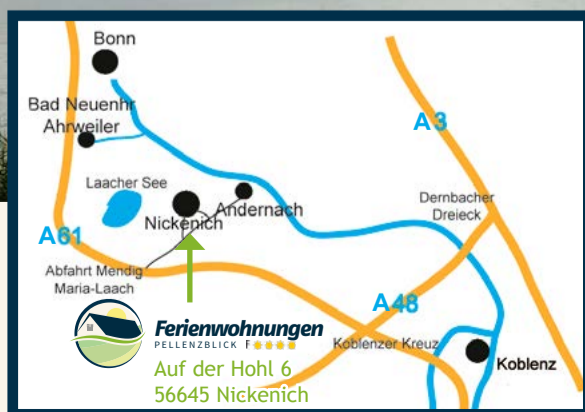 Bonn
Bad Neuenhr
Ahrweiler
A3
Laacher See
Nickenich
Andernach
Dernbacher
Dreieck
A61
Abfahrt Mendig
Maria-Laach
A48
Koblenzer Kreuz
Koblenz
Ferienwohnungen
PELLENZBLICK F★★★★
Auf der Hohl 6
56645 Nickenich